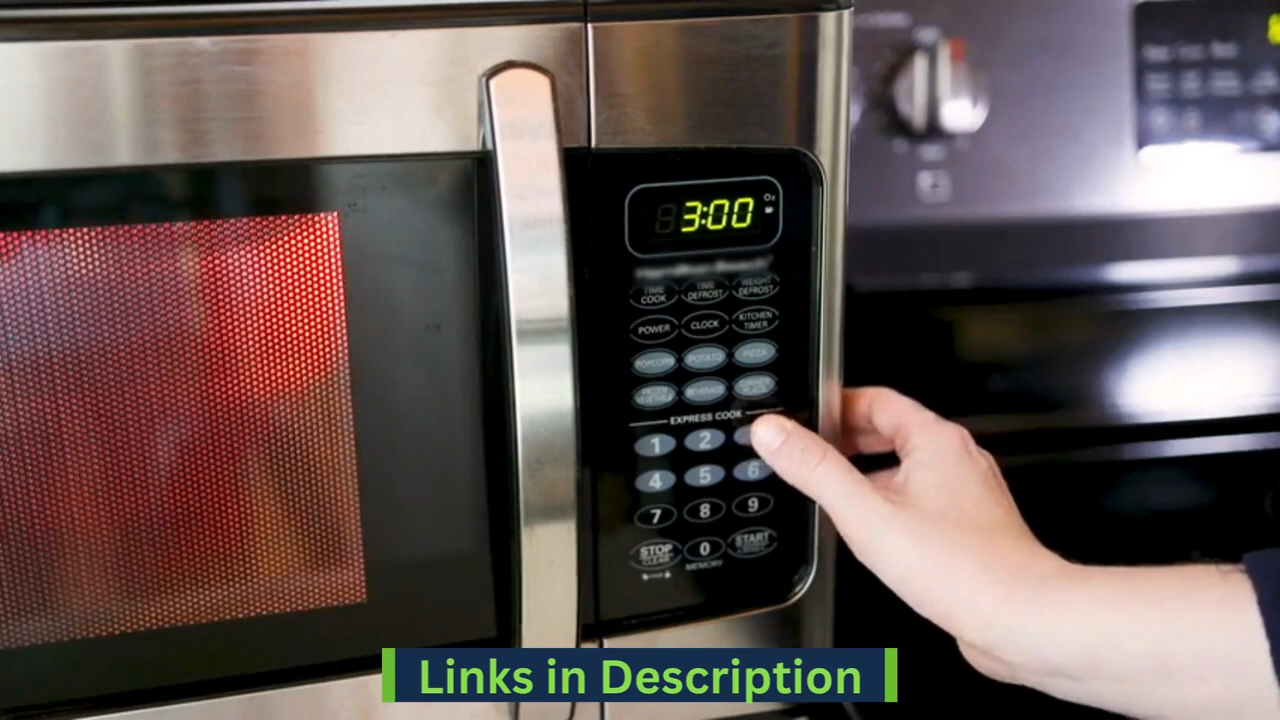 3:00
TIME COOK TIME DEFROST WEIGHT DEFROST
POWER CLOCK KITCHEN TIMER
POPCORN POTATO PIZZA
VEGETABLE BEVERAGE
EXPRESS COOK
1 2
4 5 6
7 8 9
STOP CLEAR 0 START
MEMORY
Links in Description